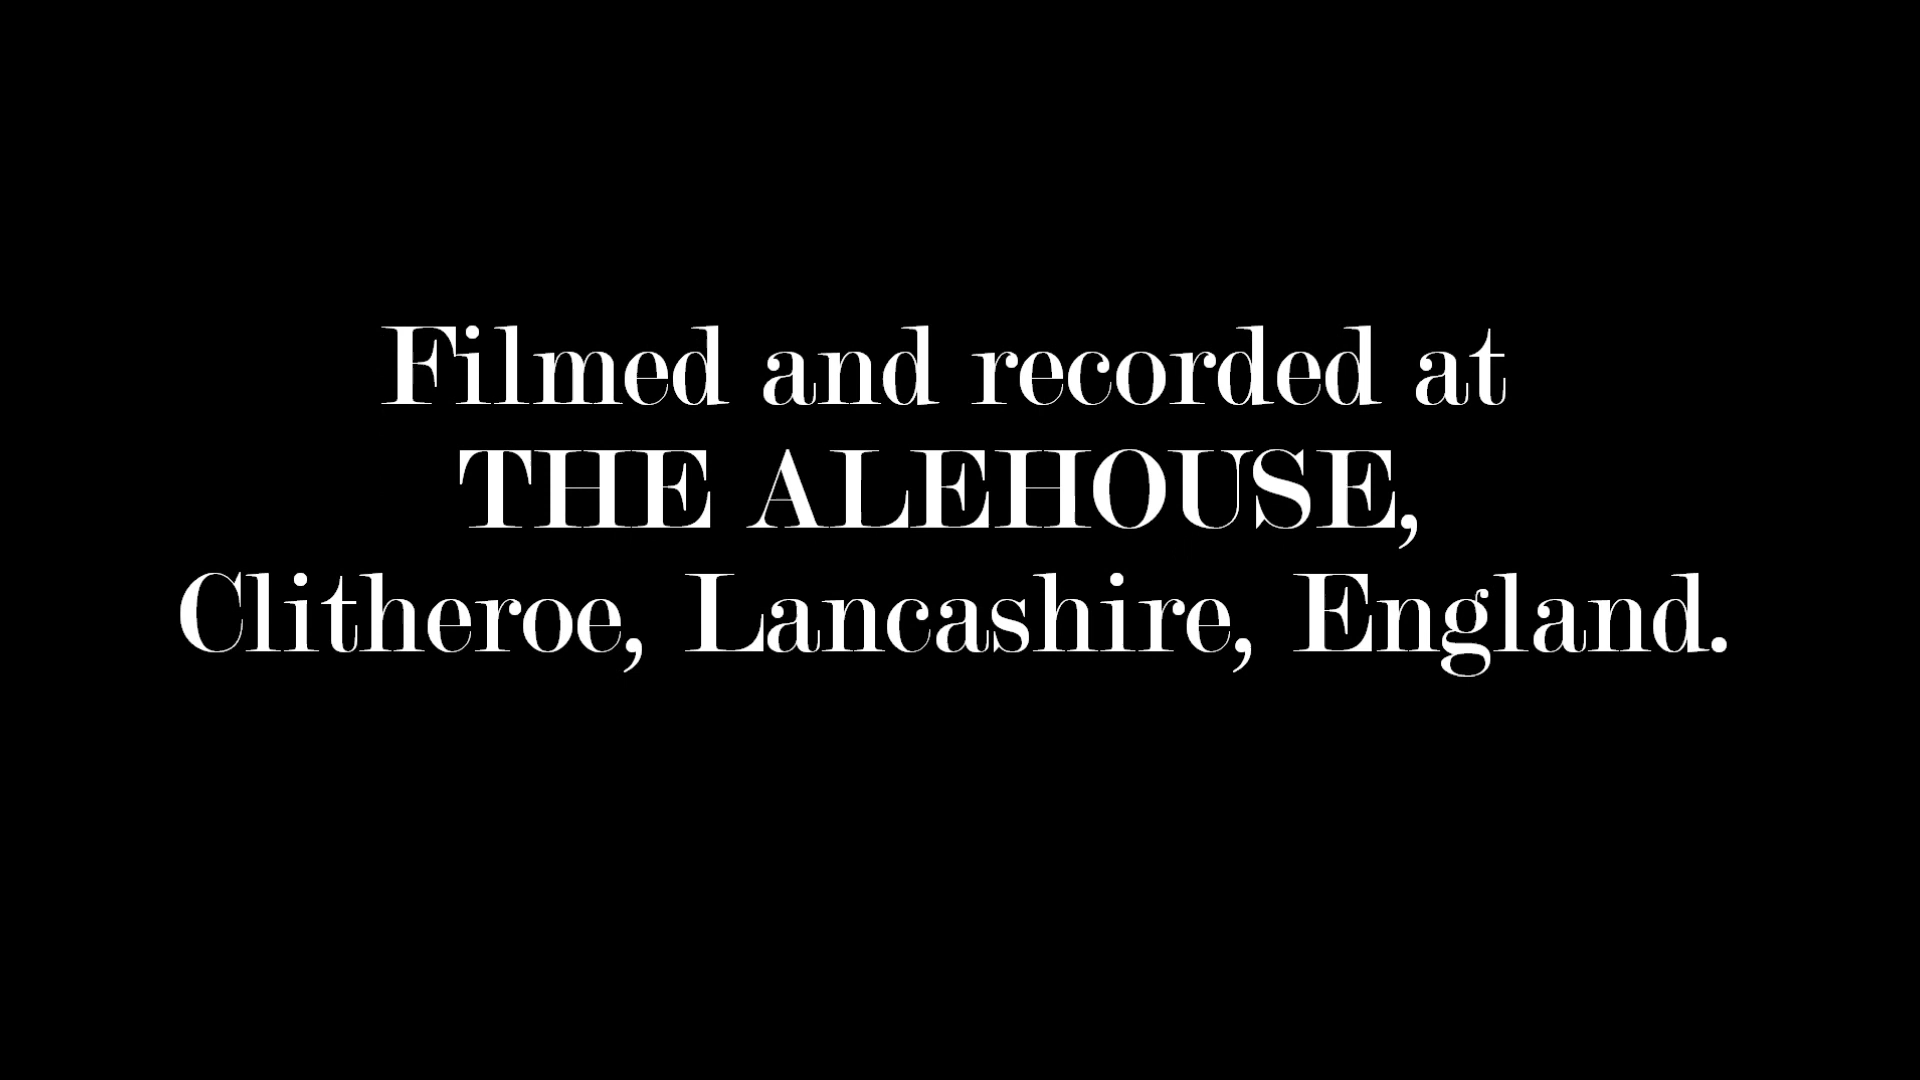 Filmed and recorded at
THE ALEHOUSE,
Clitheroe, Lancashire, England.